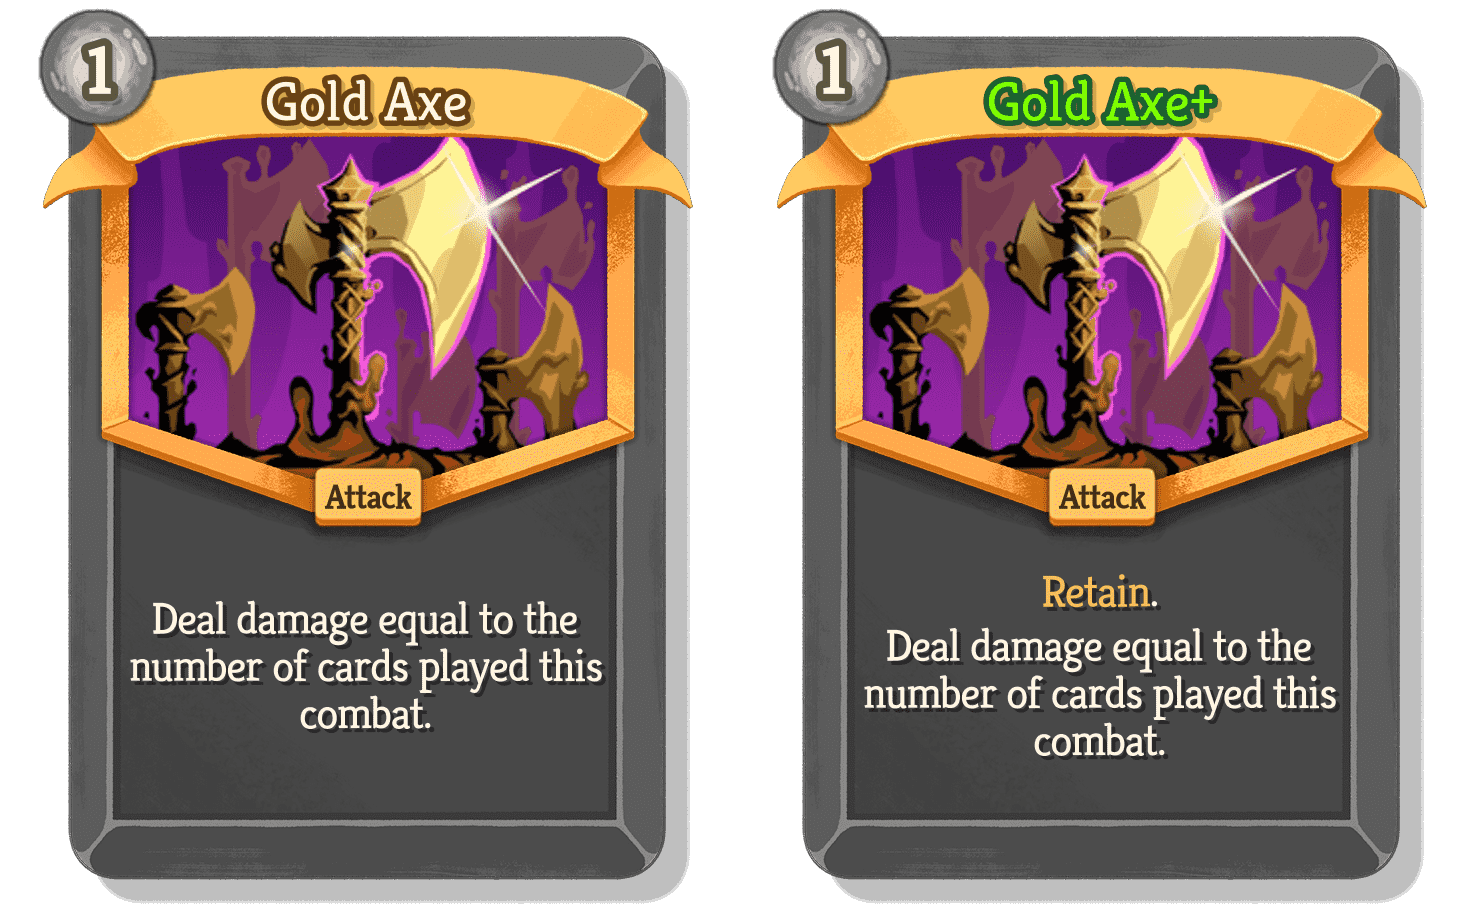 1
Gold Axe
Attack
Deal damage equal to the
number of cards played this
combat.
1
Gold Axe+
Attack
Retain.
Deal damage equal to the
number of cards played this
combat.